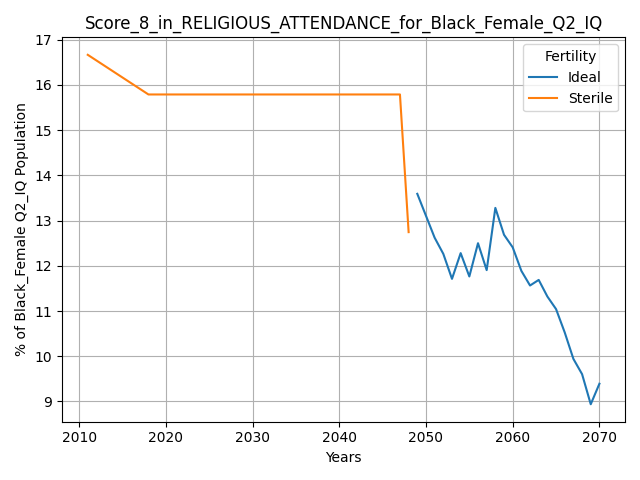 Score_8_in_RELIGIOUS_ATTENDANCE_for_Black_Female_Q2_IQ
% of Black_Female Q2_IQ Population
17
16
15
14
13
12
11
10
9
Fertility
Ideal
Sterile
2010 2020 2030 2040 2050 2060 2070
Years